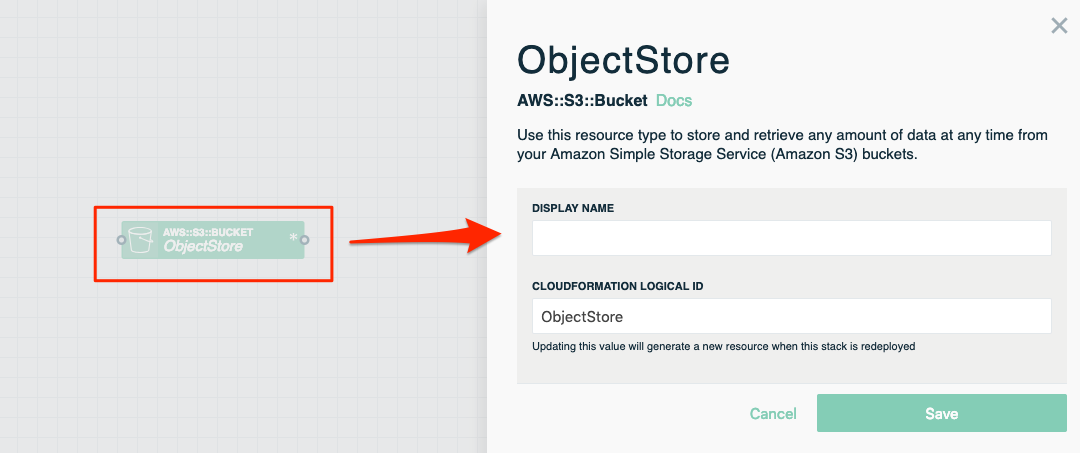 AWS::S3::BUCKET
ObjectStore
*
ObjectStore
AWS::S3::Bucket Docs
Use this resource type to store and retrieve any amount of data at any time from
your Amazon Simple Storage Service (Amazon S3) buckets.
DISPLAY NAME
CLOUDFORMATION LOGICAL ID
ObjectStore
Updating this value will generate a new resource when this stack is redeployed
Cancel
Save